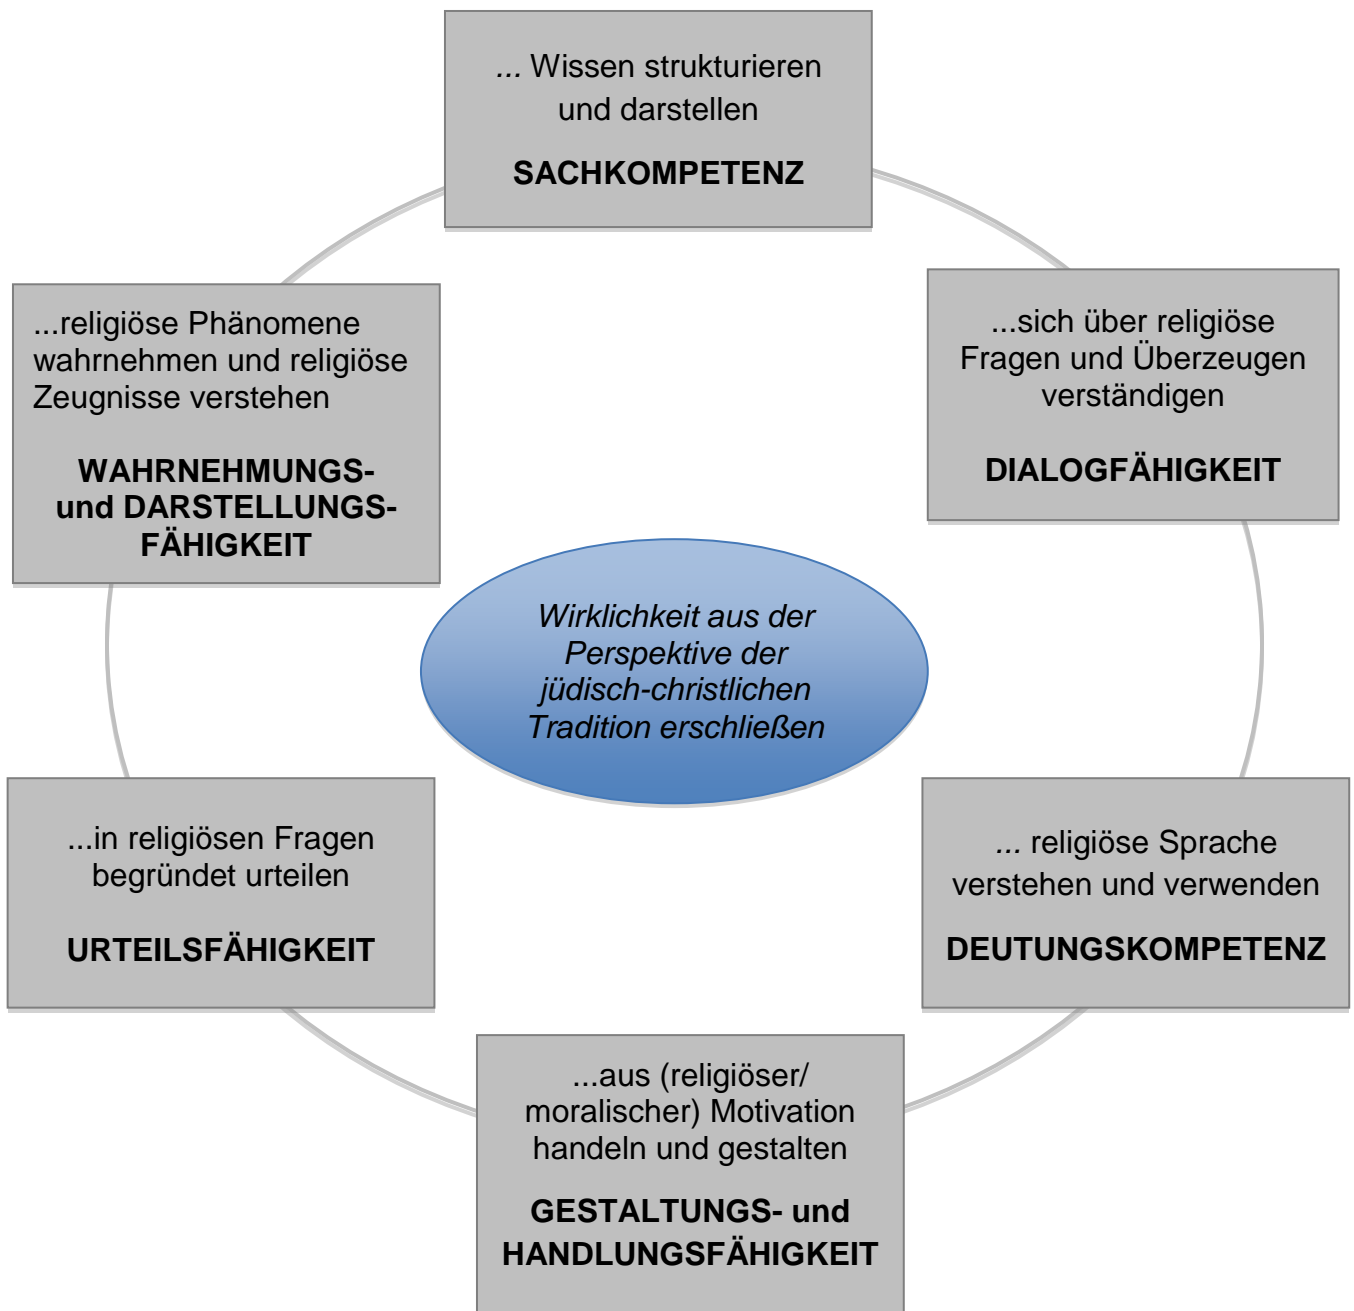 ... Wissen strukturieren
und darstellen
SACHKOMPETENZ
...religiöse Phänomene
wahrnehmen und religiöse
Zeugnisse verstehen
WAHRNEHMUNGS-
und DARSTELLUNGS-
FÄHIGKEIT
...sich über religiöse
Fragen und Überzeugen
verständigen
DIALOGFÄHIGKEIT
Wirklichkeit aus der
Perspektive der
jüdisch-christlichen
Tradition erschließen
...in religiösen Fragen
begründet urteilen
URTEILSFÄHIGKEIT
... religiöse Sprache
verstehen und verwenden
DEUTUNGSKOMPETENZ
...aus (religiöser/
moralischer) Motivation
handeln und gestalten
GESTALTUNGS- und
HANDLUNGSFÄHIGKEIT